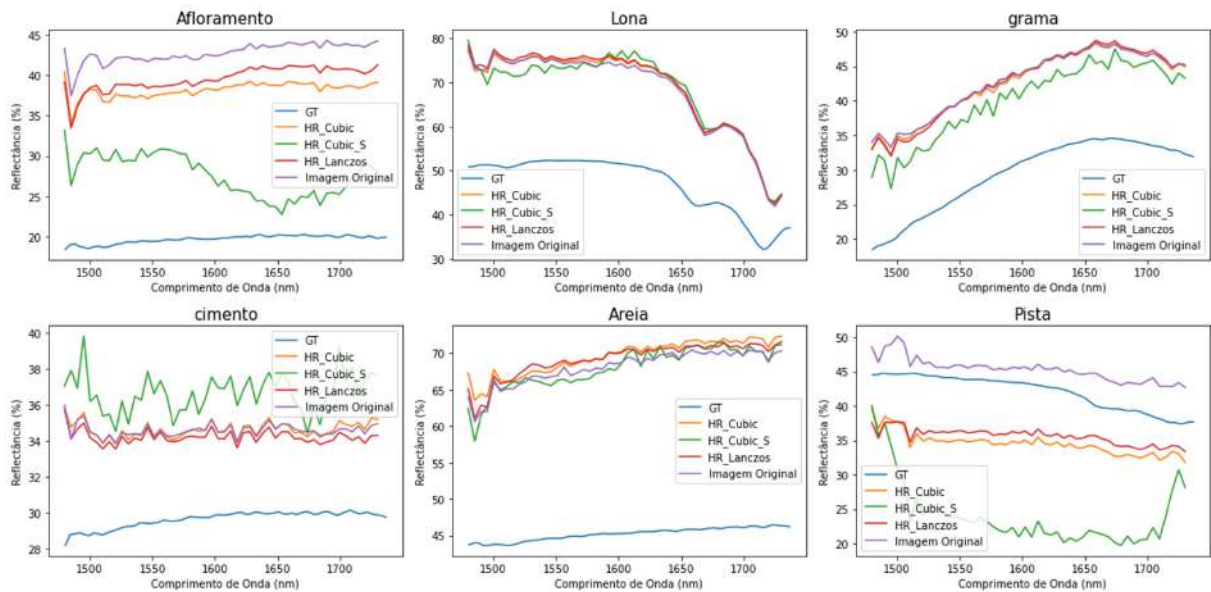 Afloramento
45
40
35
30
25
20
Reflectância (%)
GT
HR_Cubic
HR_Cubic_S
HR_Lanczos
Imagem Original
1500 1550 1600 1650 1700
Comprimento de Onda (nm)
Lona
80
70
60
50
40
30
Reflectância (%)
GT
HR_Cubic
HR_Cubic_S
HR_Lanczos
Imagem Original
1500 1550 1600 1650 1700
Comprimento de Onda (nm)
grama
50
45
40
35
30
25
20
Reflectância (%)
GT
HR_Cubic
HR_Cubic_S
HR_Lanczos
Imagem Original
1500 1550 1600 1650 1700
Comprimento de Onda (nm)
cimento
40
38
36
34
32
30
28
Reflectância (%)
GT
HR_Cubic
HR_Cubic_S
HR_Lanczos
Imagem Original
1500 1550 1600 1650 1700
Comprimento de Onda (nm)
Areia
70
65
60
55
50
45
Reflectância (%)
GT
HR_Cubic
HR_Cubic_S
HR_Lanczos
Imagem Original
1500 1550 1600 1650 1700
Comprimento de Onda (nm)
Pista
50
45
40
35
30
25
20
Reflectância (%)
GT
HR_Cubic
HR_Cubic_S
HR_Lanczos
Imagem Original
1500 1550 1600 1650 1700
Comprimento de Onda (nm)